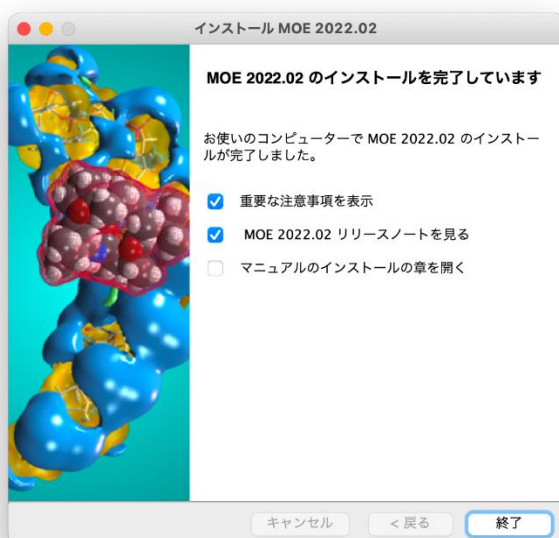 インストール MOE 2022.02
MOE 2022.02 のインストールを完了しています
お使いのコンピューターで MOE 2022.02 のインストー
ルが完了しました。
重要な注意事項を表示
MOE 2022.02 リリースノートを見る
マニュアルのインストールの章を開く
キャンセル
< 戻る
終了